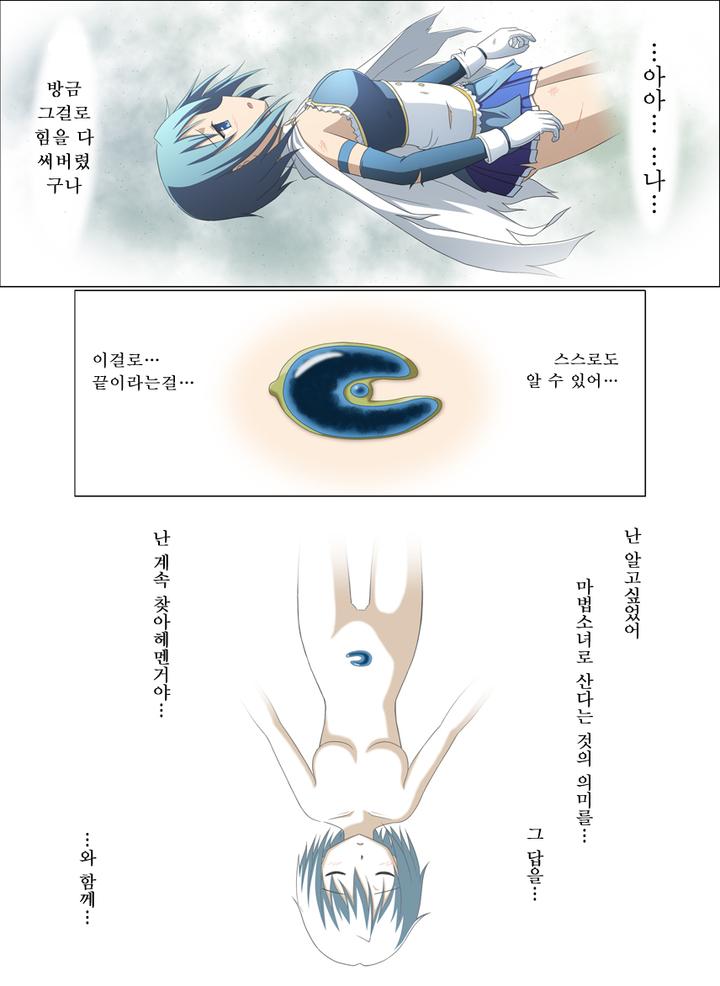 …아아… …나…
방금
그걸로
힘을 다
써버렸
구나
스스로도
알 수 있어…
이걸로…
끝이라는걸…
난 알고싶었어
마법소녀로 산다는 것의 의미를…
그 답을…
난 계속 찾아헤멘거야…
…와 함께…